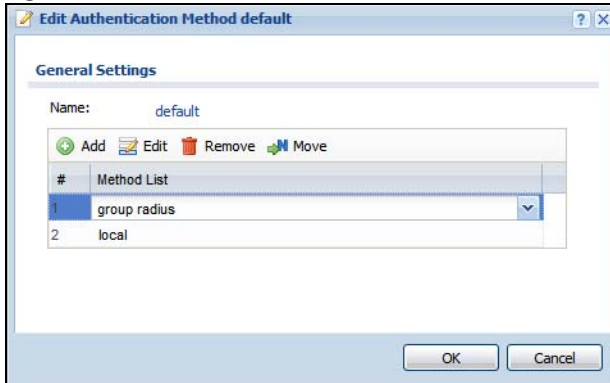 Edit Authentication Method default
General Settings
Name: default
Add Edit Remove Move
# Method List
1 group radius
2 local
OK Cancel